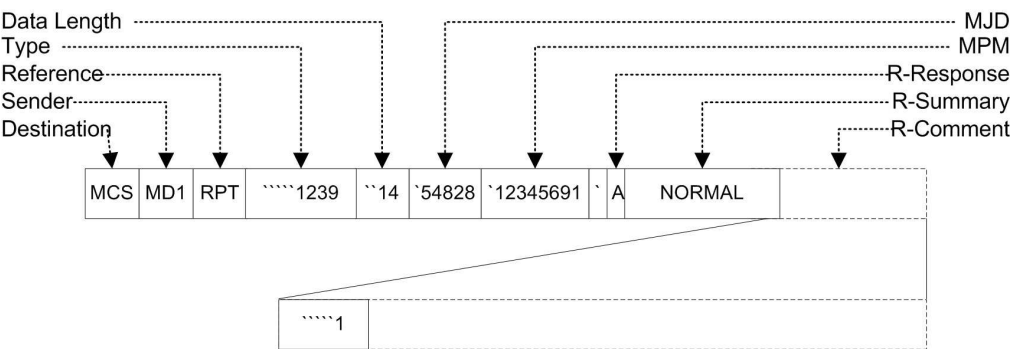 Data Length MJD
Type MPM
Reference R-Response
Sender R-Summary
Destination R-Comment
MCS MD1 RPT `````1239 ``14 `54828 `12345691 ` A NORMAL
`````1